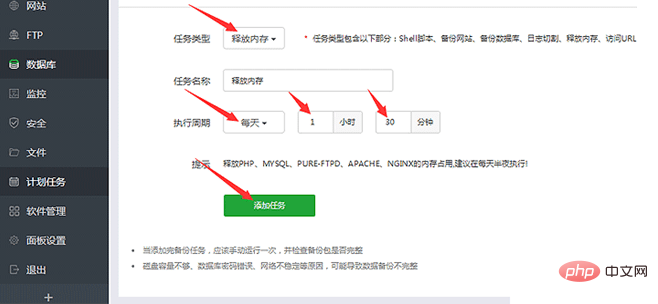 网站
FTP
数据库
监控
安全
文件
计划任务
软件管理
面板设置
退出
+
任务类型 释放内存 * 任务类型包含以下部分：Shell脚本、备份网站、备份数据库、日志切割、释放内存、访问URL
任务名称 释放内存
执行周期 每天 1 小时 30 分钟
提示 释放PHP、MYSQL、PURE-FTPD、APACHE、NGINX的内存占用,建议在每天半夜执行!
添加任务
• 当添加完备份任务，应该手动运行一次，并检查备份包是否完整
• 磁盘容量不够、数据库密码错误、网络不稳定等原因，可能导致数据备份不完整
php 中文网